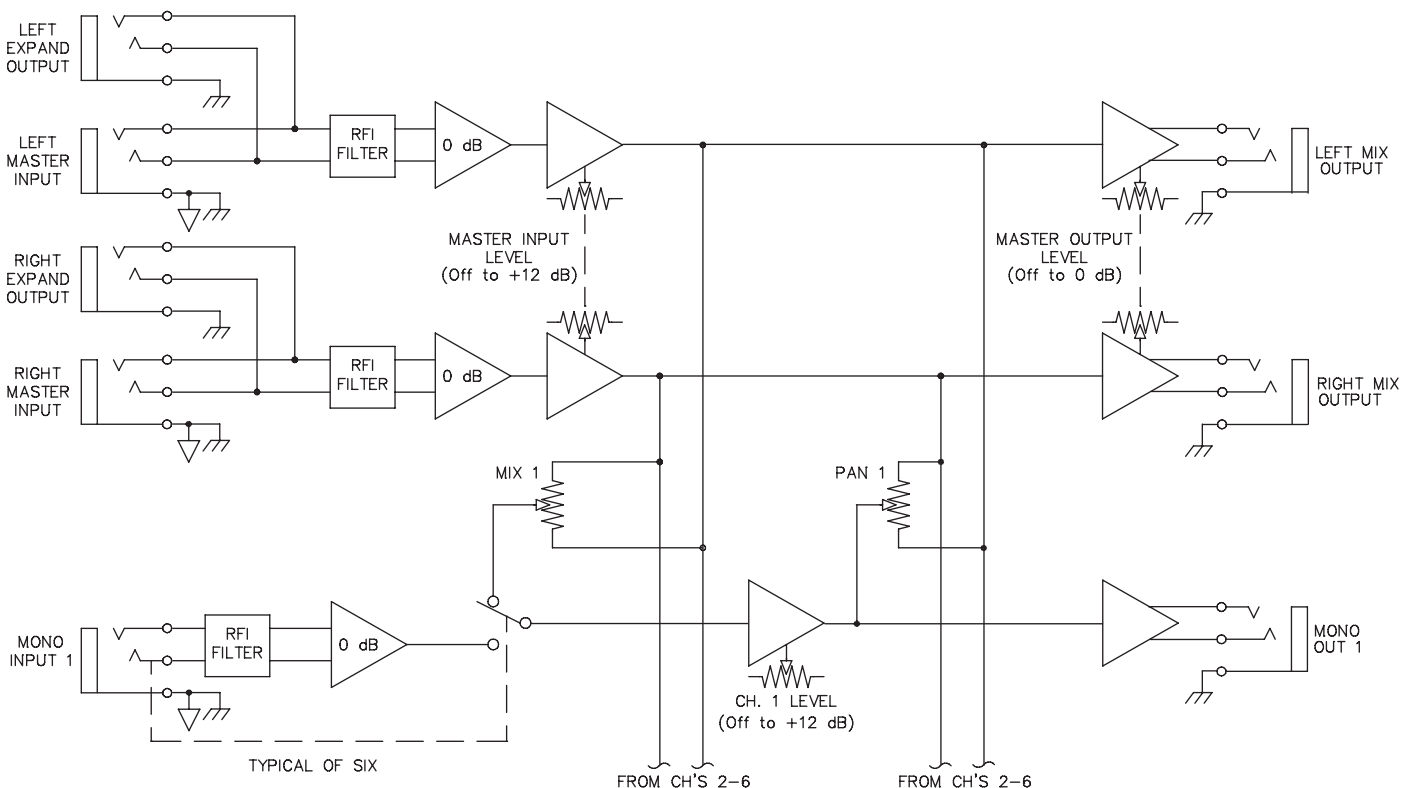 LEFT
EXPAND
OUTPUT
LEFT
MASTER
INPUT
RFI
FILTER
0 dB
MASTER INPUT
LEVEL
(Off to +12 dB)
MASTER OUTPUT
LEVEL
(Off to 0 dB)
LEFT MIX
OUTPUT
RIGHT
EXPAND
OUTPUT
RIGHT
MASTER
INPUT
RFI
FILTER
0 dB
RIGHT MIX
OUTPUT
MIX 1
PAN 1
MONO
INPUT 1
RFI
FILTER
0 dB
CH. 1 LEVEL
(Off to +12 dB)
MONO
OUT 1
TYPICAL OF SIX
FROM CH'S 2-6
FROM CH'S 2-6